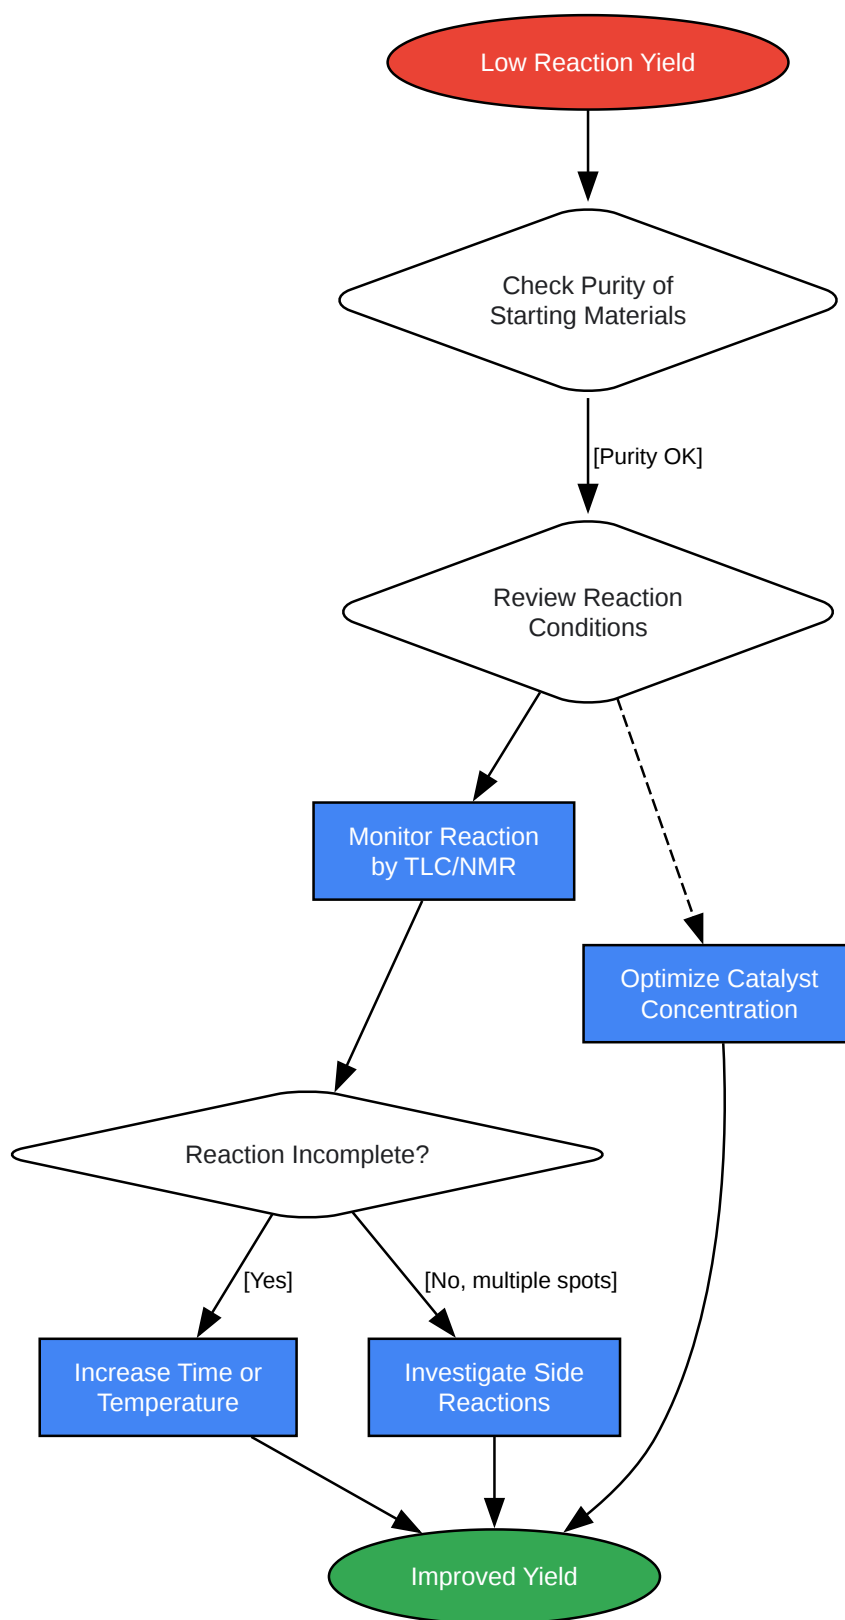 Low Reaction Yield
Check Purity of
Starting Materials
[Purity OK]
Review Reaction
Conditions
Monitor Reaction
by TLC/NMR
Optimize Catalyst
Concentration
Reaction Incomplete?
[Yes]
[No, multiple spots]
Increase Time or
Temperature
Investigate Side
Reactions
Improved Yield